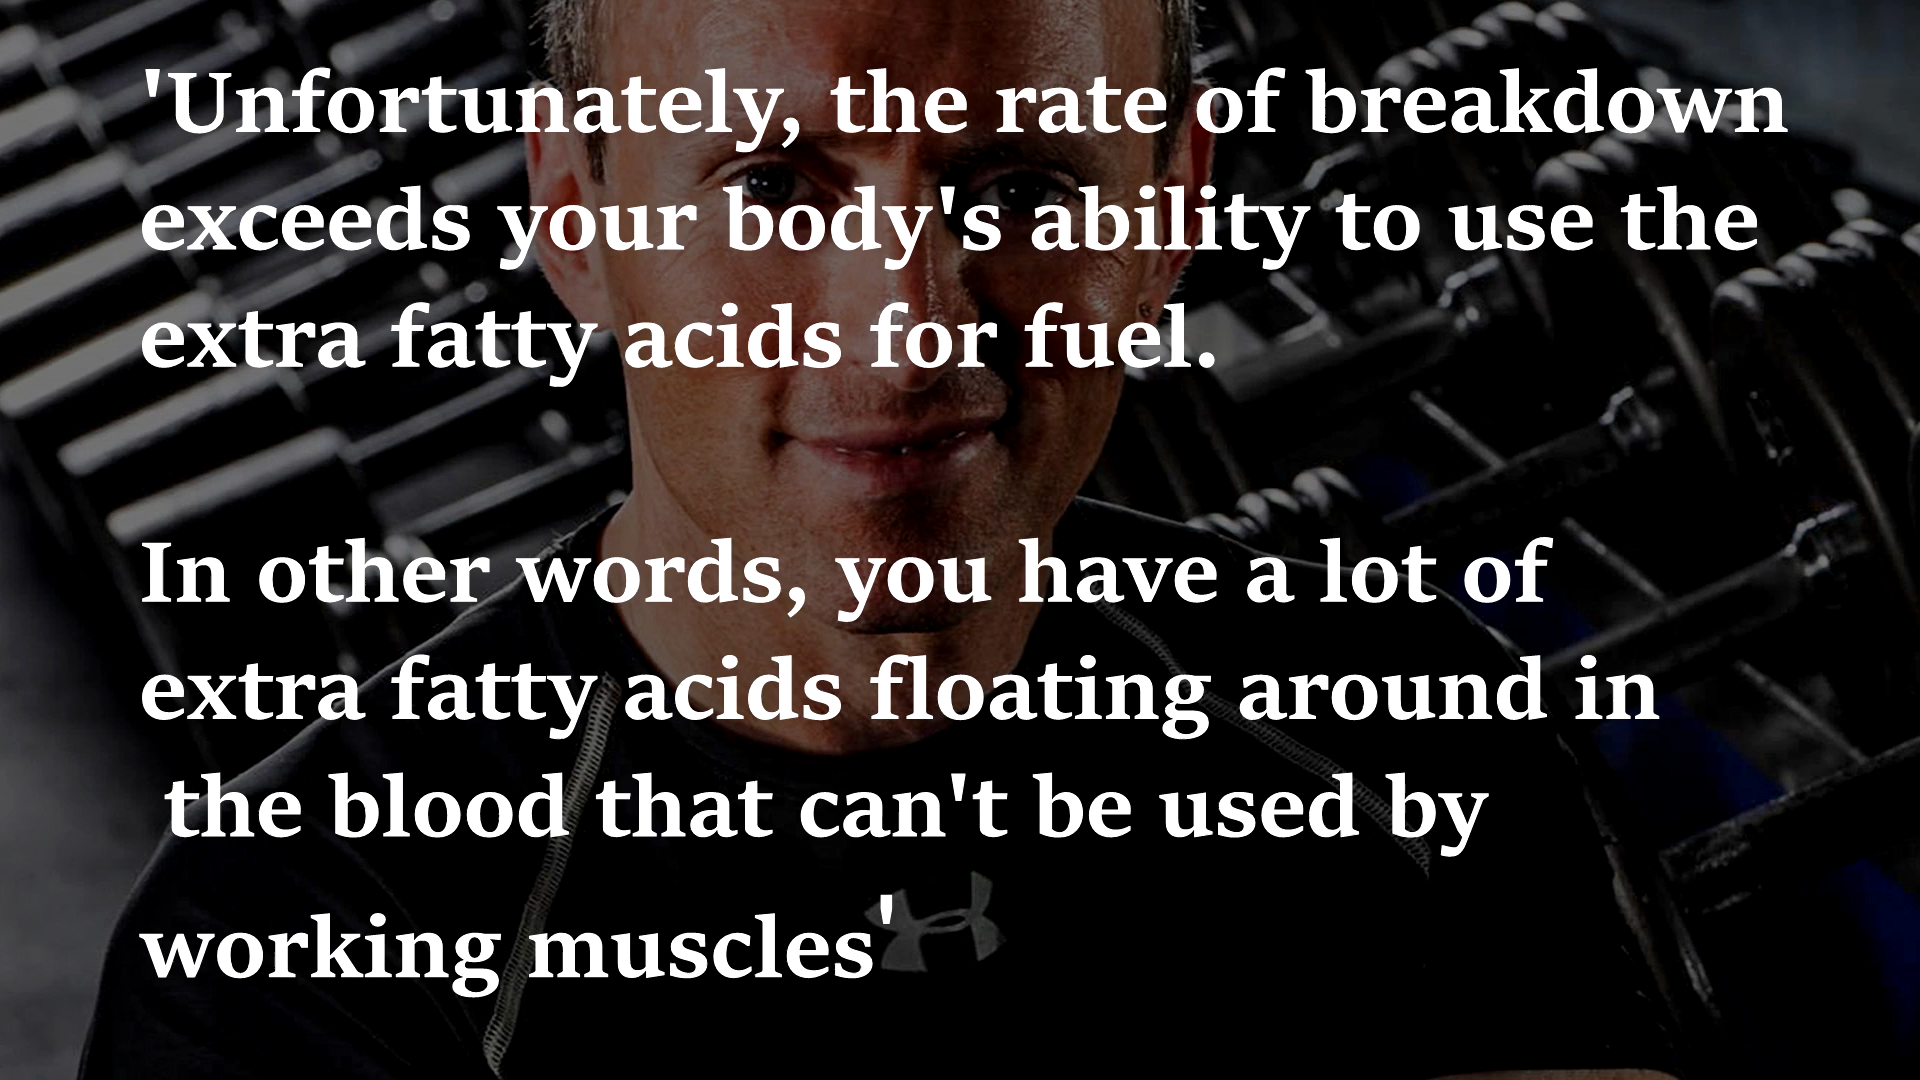 'Unfortunately, the rate of breakdown
exceeds your body's ability to use the
extra fatty acids for fuel.
In other words, you have a lot of
extra fatty acids floating around in
the blood that can't be used by
working muscles'